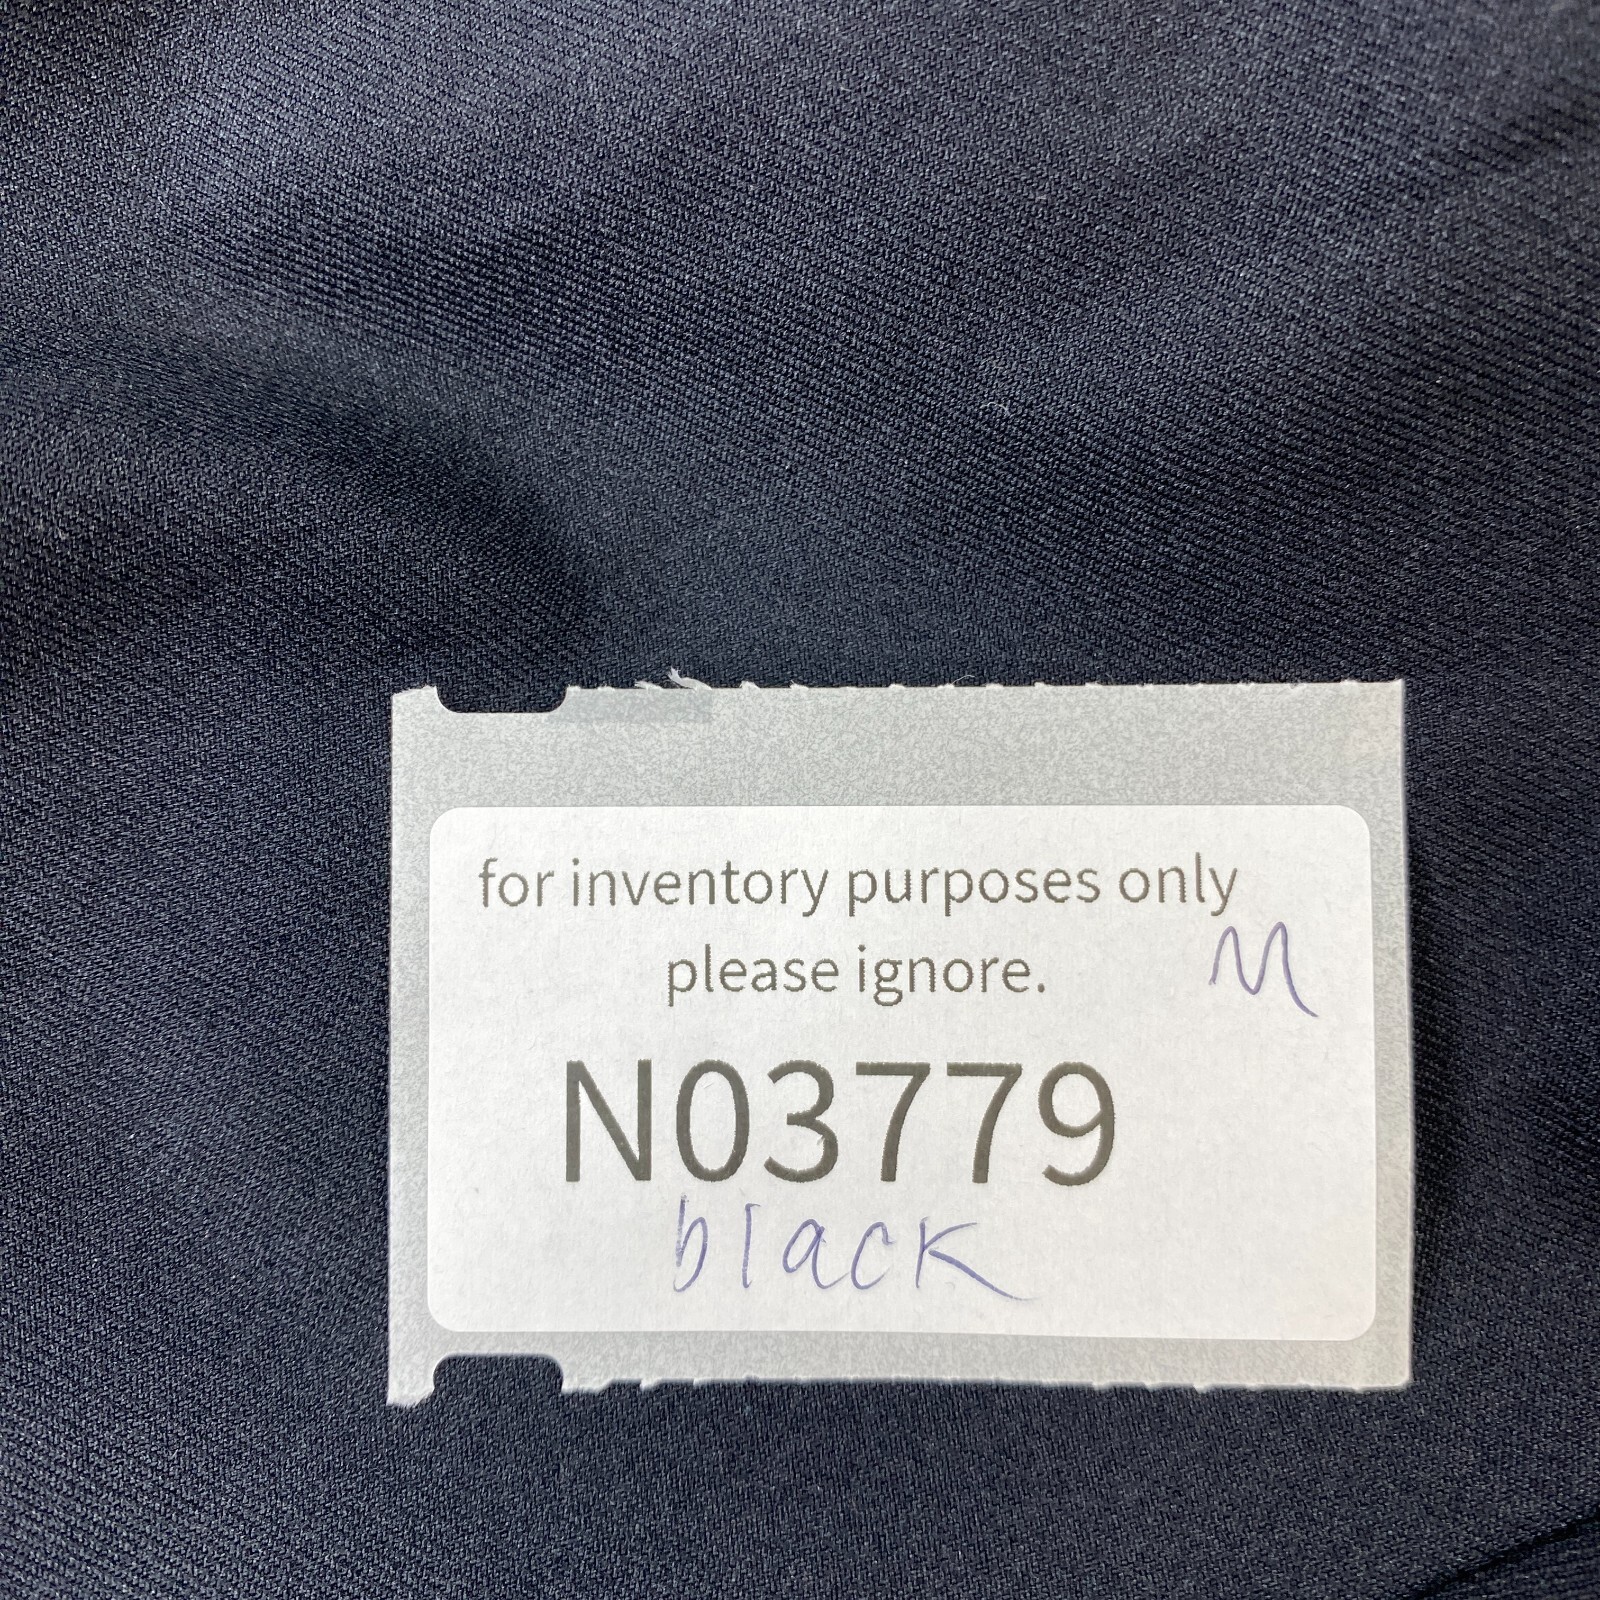 for inventory purposes only
please ignore.
M
N03779
black